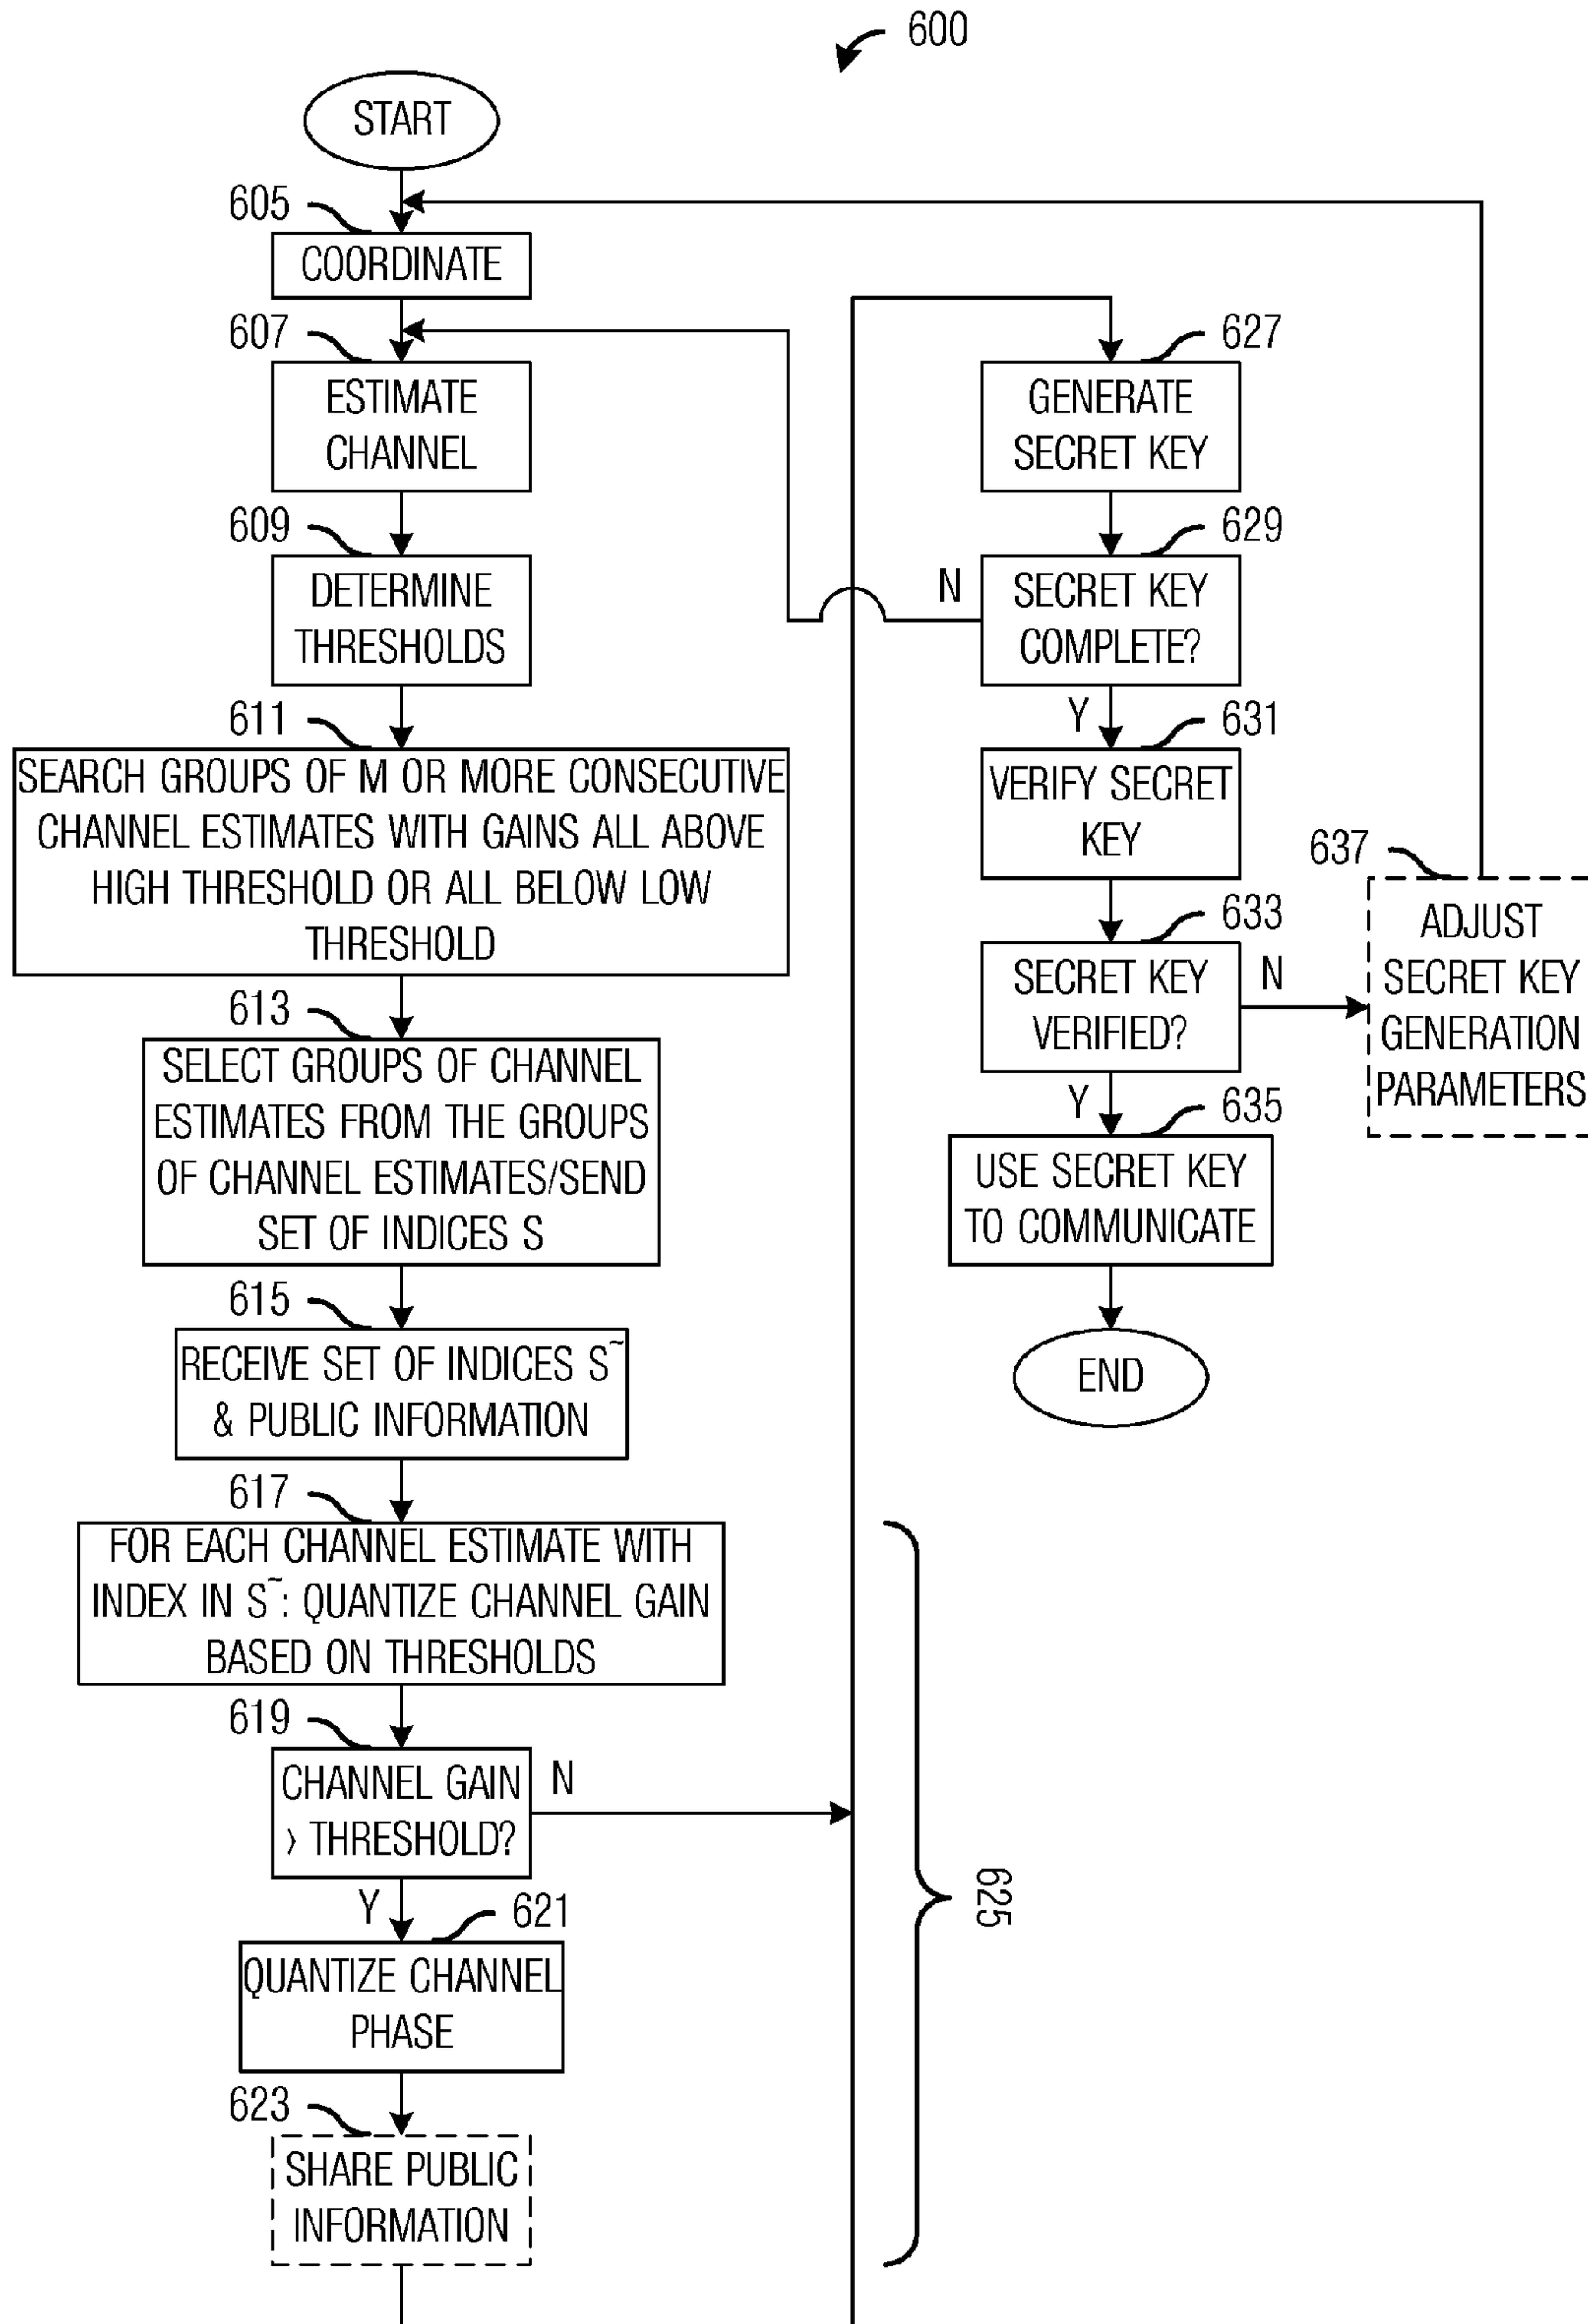 600
START
605
COORDINATE
607
ESTIMATE
CHANNEL
609
DETERMINE
THRESHOLDS
611
SEARCH GROUPS OF M OR MORE CONSECUTIVE
CHANNEL ESTIMATES WITH GAINS ALL ABOVE
HIGH THRESHOLD OR ALL BELOW LOW
THRESHOLD
613
SELECT GROUPS OF CHANNEL
ESTIMATES FROM THE GROUPS
OF CHANNEL ESTIMATES/SEND
SET OF INDICES S
615
RECEIVE SET OF INDICES S~
& PUBLIC INFORMATION
617
FOR EACH CHANNEL ESTIMATE WITH
INDEX IN S~: QUANTIZE CHANNEL GAIN
BASED ON THRESHOLDS
619
CHANNEL GAIN
> THRESHOLD?
N
Y
621
QUANTIZE CHANNEL
PHASE
623
SHARE PUBLIC
INFORMATION
625
627
GENERATE
SECRET KEY
629
SECRET KEY
COMPLETE?
N
Y
631
VERIFY SECRET
KEY
633
SECRET KEY
VERIFIED?
N
Y
635
USE SECRET KEY
TO COMMUNICATE
END
637
ADJUST
SECRET KEY
GENERATION
PARAMETERS